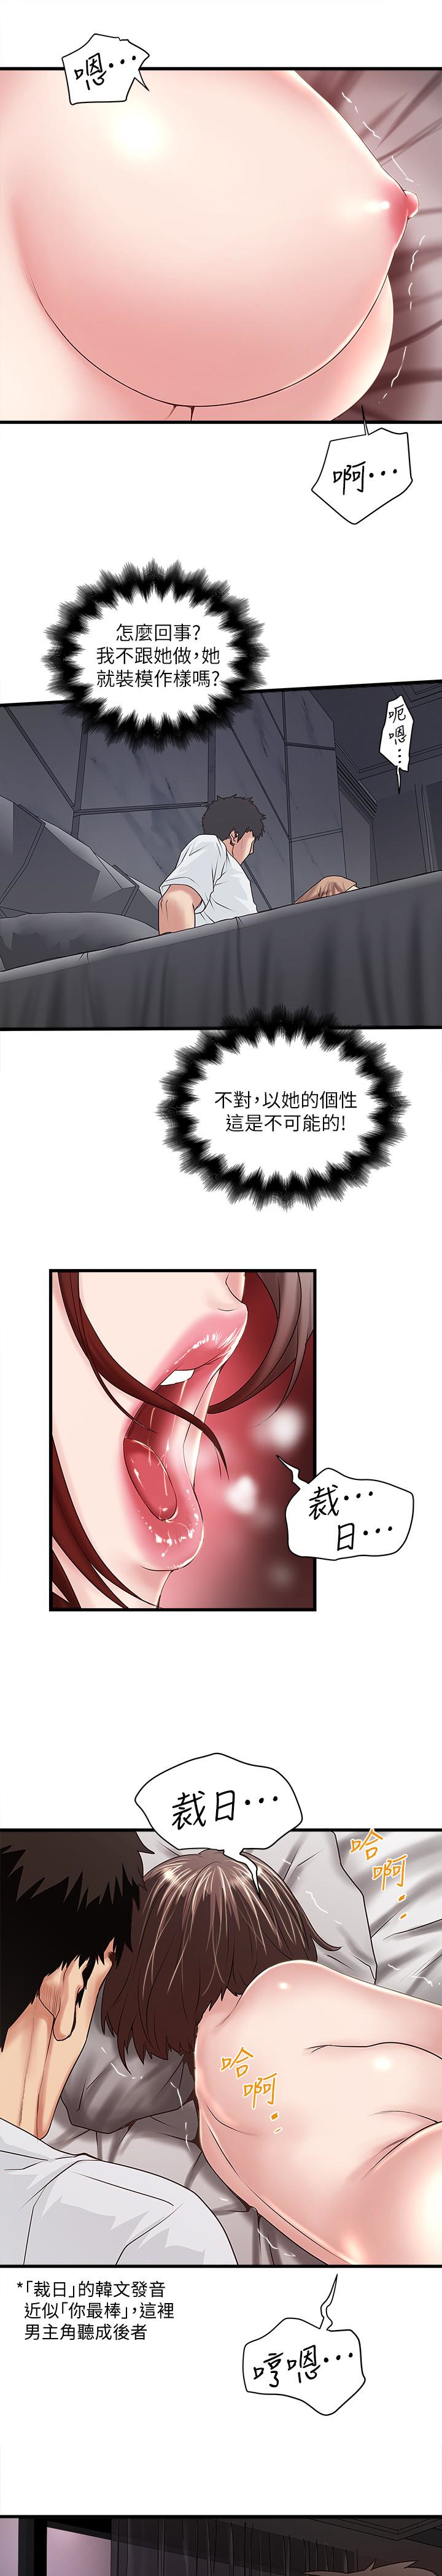 嗯…
啊…
怎麼回事?
我不跟她做,她
就裝模作樣嗎?
呃嗯…
不對,以她的個性
這是不可能的!
裁…
日…
裁日…
哈啊…
哈啊…
*「裁日」的韓文發音
近似「你最棒」,這裡
男主角聽成後者
哼嗯…